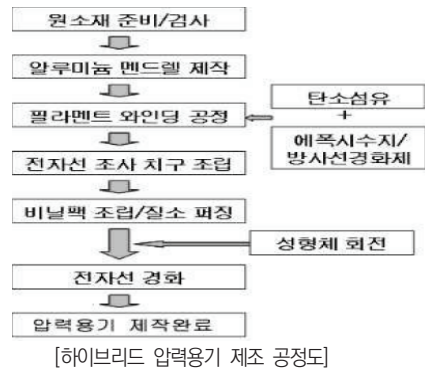 원소재 준비/검사
알루미늄 멘드렐 제작
필라멘트 와인딩 공정
탄소섬유
+
에폭시수지/
방사선경화제
전자선 조사 치구 조립
비닐팩 조립/질소 퍼징
성형체 회전
전자선 경화
압력용기 제작완료
[하이브리드 압력용기 제조 공정도]